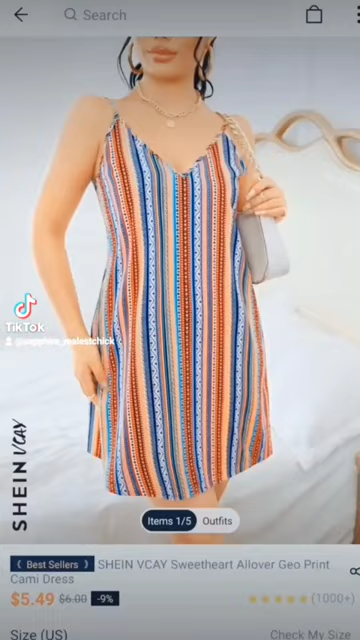 Search
TikTok
@sapphire_realestchick
SHEIN VCAY
Items 1/5 Outfits
Best Sellers SHEIN VCAY Sweetheart Allover Geo Print
Cami Dress
$5.49 $6.00 -9% (1000+)
Size (US) Check My Size